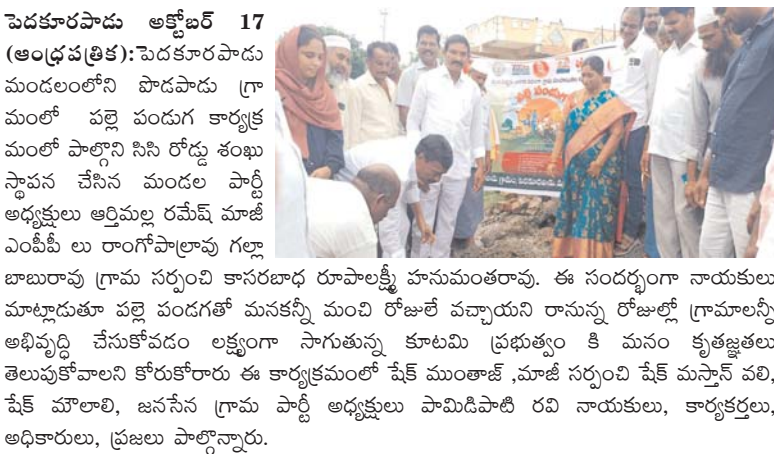 పెదకూరపాడు అక్టోబర్ 17
(ఆంధ్రపత్రిక):పెదకూరపాడు
మండలంలోని పొడపాడు గ్రా
మంలో పల్లె పండుగ కార్యక్ర
మంలో పాల్గొని సిసి రోడ్డు శంఖు
స్థాపన చేసిన మండల పార్టీ
అధ్యక్షులు ఆర్తిమల్ల రమేష్ మాజీ
ఎంపీపీ లు రాంగోపాల్రావు గల్లా
బాబురావు గ్రామ సర్పంచి కాసరబాధ రూపాలక్ష్మీ హనుమంతరావు. ఈ సందర్భంగా నాయకులు
మాట్లాడుతూ పల్లె పండగతో మనకన్నీ మంచి రోజులే వచ్చాయని రానున్న రోజుల్లో గ్రామాలన్నీ
అభివృద్ధి చేసుకోవడం లక్ష్యంగా సాగుతున్న కూటమి ప్రభుత్వం కి మనం కృతజ్ఞతలు
తెలుపుకోవాలని కోరుకోరారు ఈ కార్యక్రమంలో షేక్ ముంతాజ్ ,మాజీ సర్పంచి షేక్ మస్తాన్ వలి,
షేక్ మౌలాలి, జనసేన గ్రామ పార్టీ అధ్యక్షులు పామిడిపాటి రవి నాయకులు, కార్యకర్తలు,
అధికారులు, ప్రజలు పాల్గొన్నారు.